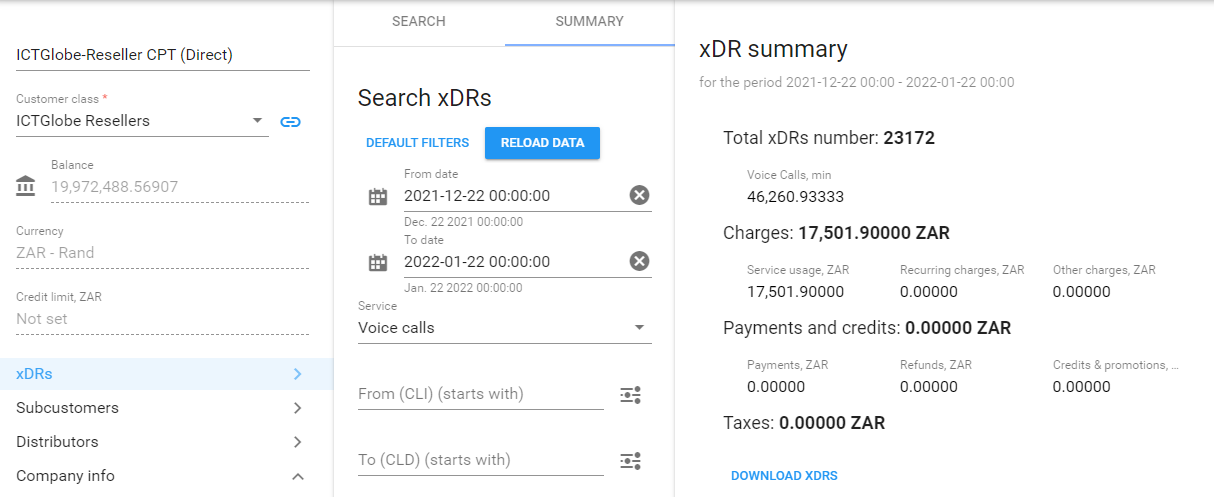 ICTGlobe-Reseller CPT (Direct)
Customer class *
ICTGlobe Resellers
Balance
19,972,488.56907
Currency
ZAR - Rand
Credit limit, ZAR
Not set
xDRs
Subcustomers
Distributors
Company info
SEARCH SUMMARY
Search xDRs
DEFAULT FILTERS RELOAD DATA
From date
2021-12-22 00:00:00
Dec. 22 2021 00:00:00
To date
2022-01-22 00:00:00
Jan. 22 2022 00:00:00
Service
Voice calls
From (CLI) (starts with)
To (CLD) (starts with)
xDR summary
for the period 2021-12-22 00:00 - 2022-01-22 00:00
Total xDRs number: 23172
Voice Calls, min
46,260.93333
Charges: 17,501.90000 ZAR
Service usage, ZAR Recurring charges, ZAR Other charges, ZAR
17,501.90000 0.00000 0.00000
Payments and credits: 0.00000 ZAR
Payments, ZAR Refunds, ZAR Credits & promotions, ...
0.00000 0.00000 0.00000
Taxes: 0.00000 ZAR
DOWNLOAD XDRS